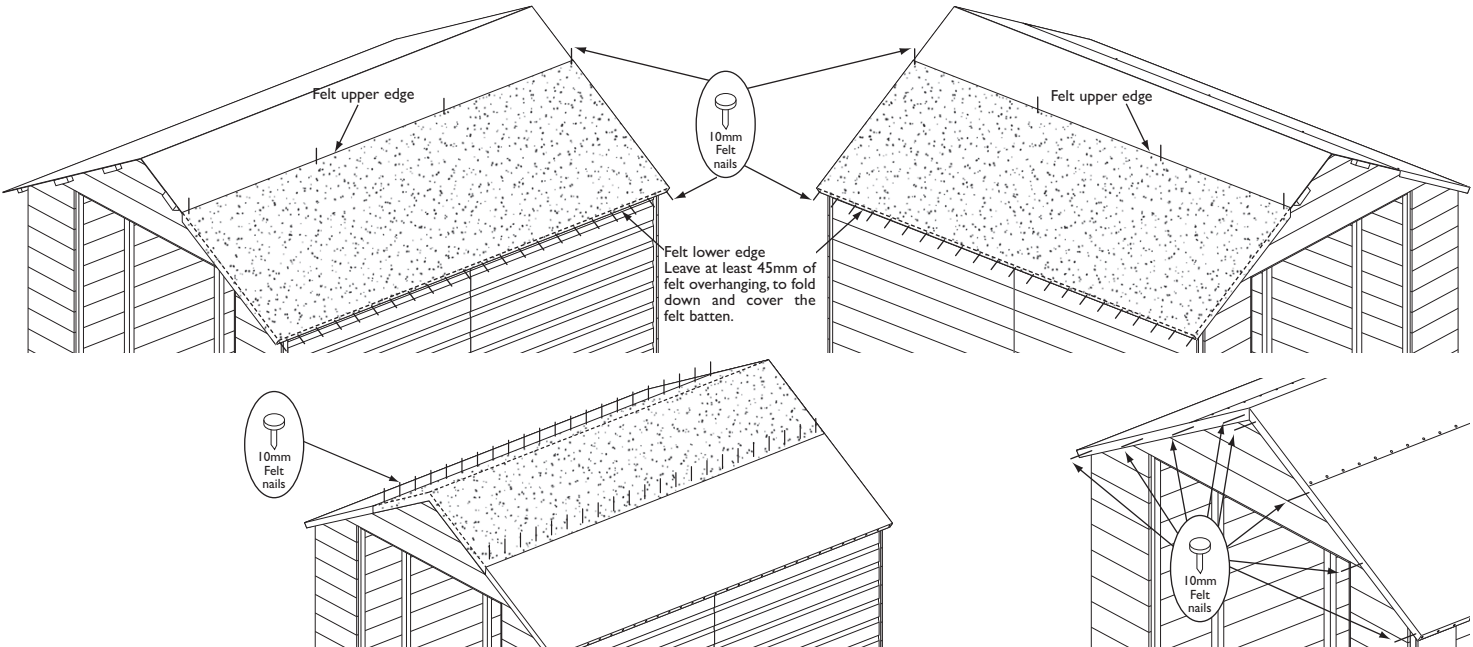 Felt upper edge
10mm
Felt
nails
Felt upper edge
Felt lower edge
Leave at least 45mm of
felt overhanging, to fold
down and cover the
felt batten.
10mm
Felt
nails
10mm
Felt
nails